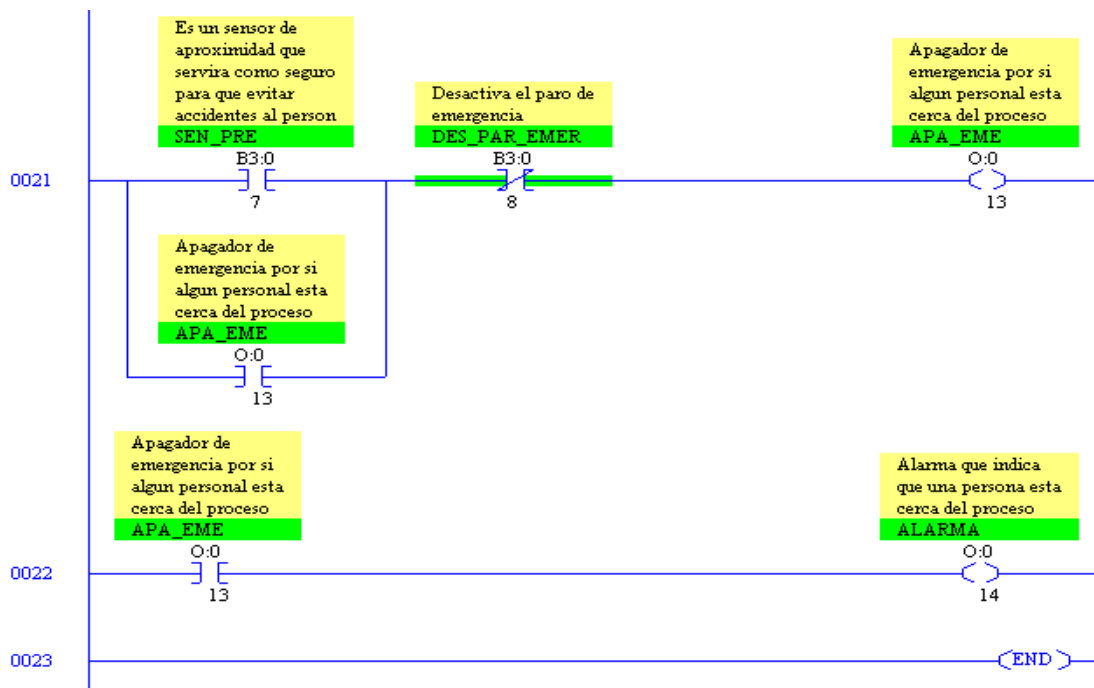 Es un sensor de
aproximidad que
servira como seguro
para que evitar
accidentes al person
SEN_PRE
B3:0
7
Desactiva el paro de
emergencia
DES_PAR_EMER
B3:0
8
Apagador de
emergencia por si
algun personal esta
cerca del proceso
APA_EME
O:0
13
0021
Apagador de
emergencia por si
algun personal esta
cerca del proceso
APA_EME
O:0
13
Apagador de
emergencia por si
algun personal esta
cerca del proceso
APA_EME
O:0
13
Alarma que indica
que una persona esta
cerca del proceso
ALARMA
O:0
14
0022
0023
END